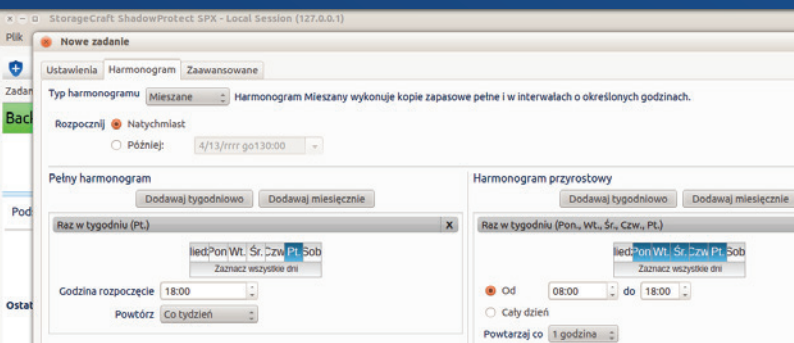 StorageCraft ShadowProtect SPX - Local Session (127.0.0.1)
Plik
Nowe zadanie
Ustawienia Harmonogram Zaawansowane
Zadan
Typ harmonogramu Mieszane Harmonogram Mieszany wykonuje kopie zapasowe pełne i w interwałach o określonych godzinach.
Back
Rozpocznij Natychmiast
Później: 4/13/rrrr go130:00
Pełny harmonogram Harmonogram przyrostowy
Dodawaj tygodniowo Dodawaj miesięcznie Dodawaj tygodniowo Dodawaj miesięcznie
Pod
Raz w tygodniu (Pt.) X Raz w tygodniu (Pon., Wt., Śr., Czw., Pt.)
lied Pon Wt. Śr. Czw Pt. Sob lied Pon Wt. Śr. Czw Pt. Sob
Zaznacz wszystkie dni Zaznacz wszystkie dni
Godzina rozpoczęcie 18:00 Od 08:00 do 18:00
Ostat
Powtórz Co tydzień Cały dzień
Powtarzaj co 1 godzina